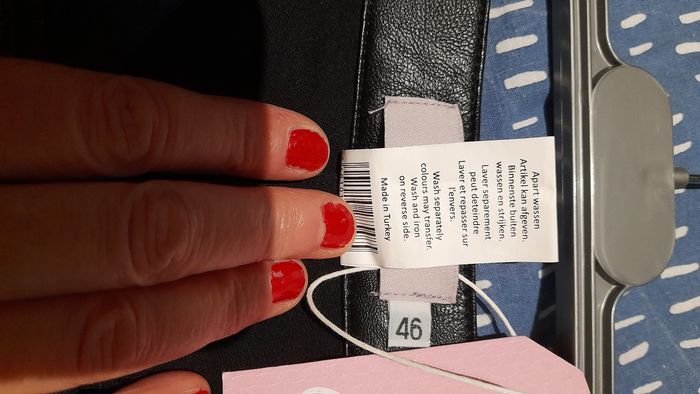 Apart wassen
Artikel kan afgeven.
Binnenste buiten
wassen en strijken.
Laver separement
peut deteindre
Laver et repasser sur
l'envers.
Wash separately
colours may transfer.
Wash and iron
on reverse side.
Made in Turkey
46